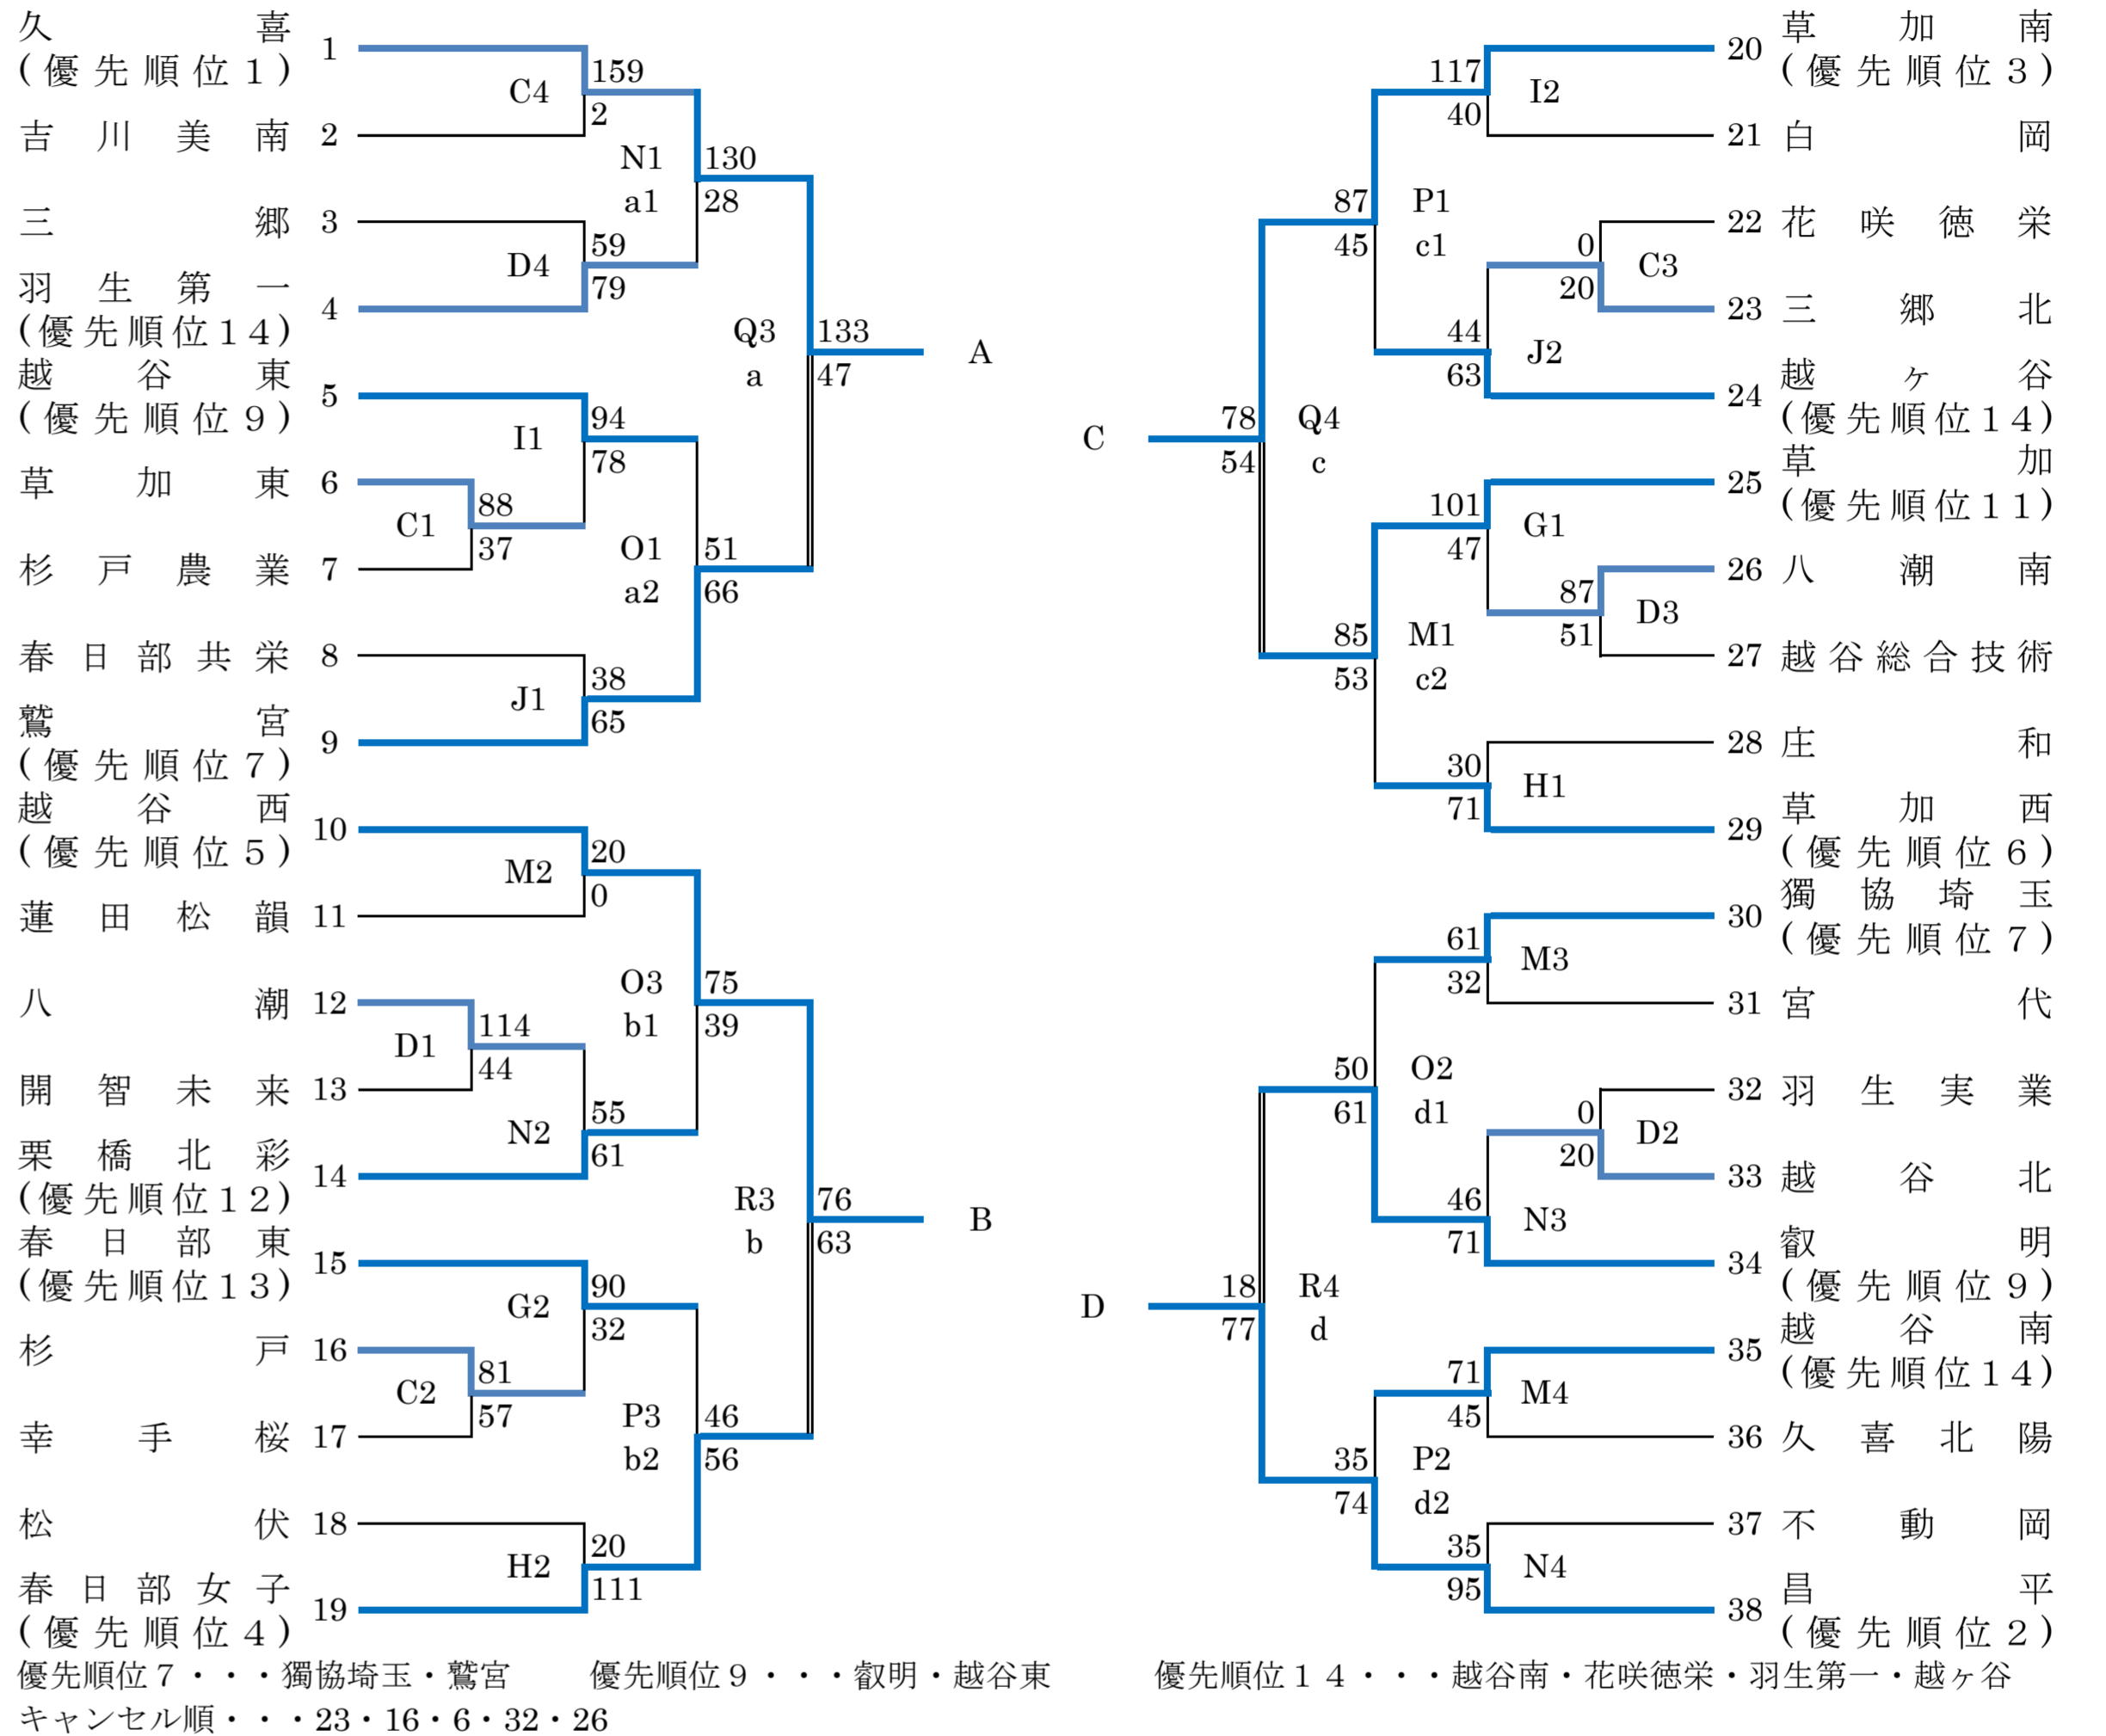 久喜
(優先順位1) 1
C4 159
2
吉川美南 2
N1 130
a1 28
三郷 3
D4 59
79
羽生第一
(優先順位14) 4
Q3 133
a 47
A
越谷東
(優先順位9) 5
I1 94
78
草加東 6
C1 88
37
杉戸農業 7
O1 51
a2 66
春日部共栄 8
J1 38
65
鷲宮
(優先順位7) 9
越谷西
(優先順位5) 10
M2 20
0
蓮田松韻 11
O3 75
b1 39
八潮 12
D1 114
44
開智未来 13
N2 55
61
栗橋北彩
(優先順位12) 14
R3 76
b 63
B
春日部東
(優先順位13) 15
G2 90
32
杉戸 16
C2 81
57
幸手桜 17
P3 46
b2 56
松伏 18
H2 20
111
春日部女子
(優先順位4) 19
20 草加南
(優先順位3)
117 I2
40
21 白岡
87 P1
45 c1
22 花咲徳栄
0 C3
20
23 三郷北
44 J2
63
24 越ヶ谷
(優先順位14)
C
78 Q4
54 c
25 草加
(優先順位11)
101 G1
47
26 八潮南
87 D3
51
27 越谷総合技術
85 M1
53 c2
28 庄和
30 H1
71
29 草加西
(優先順位6)
30 獨協埼玉
(優先順位7)
61 M3
32
31 宮代
50 O2
61 d1
32 羽生実業
0 D2
20
33 越谷北
46 N3
71
34 叡明
(優先順位9)
D
18 R4
77 d
35 越谷南
(優先順位14)
71 M4
45
36 久喜北陽
35 P2
74 d2
37 不動岡
35 N4
95
38 昌平
(優先順位2)
優先順位7・・・獨協埼玉・鷲宮 優先順位9・・・叡明・越谷東 優先順位14・・・越谷南・花咲徳栄・羽生第一・越ヶ谷
キャンセル順・・・23・16・6・32・26